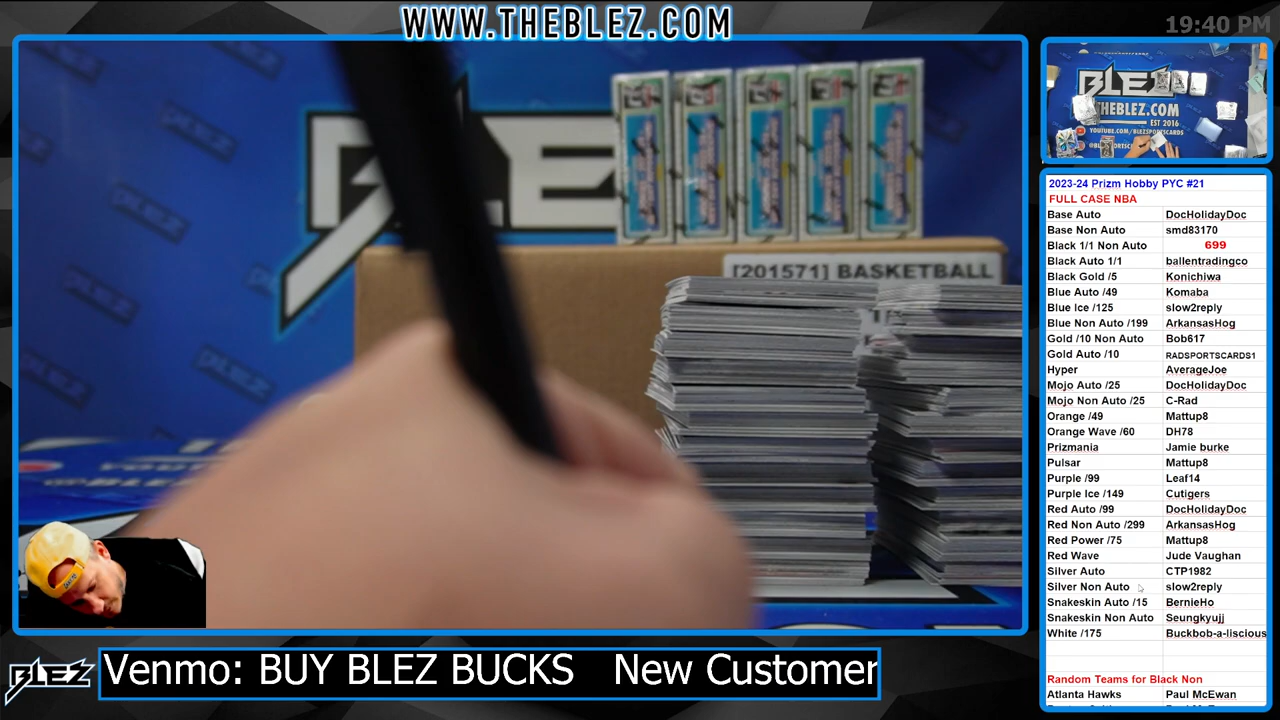 WWW.THEBLEZ.COM
19:40 PM
BLEZ
[201571] BASKETBALL
BLEZ
THEBLEZ.COM
EST 2016
YOUTUBE.COM/BLEZSPORTSCARDS
2023-24 Prizm Hobby PYC #21
FULL CASE NBA
Base Auto DocHolidayDoc
Base Non Auto smd83170
Black 1/1 Non Auto 699
Black Auto 1/1 ballentradingco
Black Gold /5 Konichiwa
Blue Auto /49 Komaba
Blue Ice /125 slow2reply
Blue Non Auto /199 ArkansasHog
Gold /10 Non Auto Bob617
Gold Auto /10 RADSPORTSCARDS1
Hyper AverageJoe
Mojo Auto /25 DocHolidayDoc
Mojo Non Auto /25 C-Rad
Orange /49 Mattup8
Orange Wave /60 DH78
Prizmania Jamie burke
Pulsar Mattup8
Purple /99 Leaf14
Purple Ice /149 Cutigers
Red Auto /99 DocHolidayDoc
Red Non Auto /299 ArkansasHog
Red Power /75 Mattup8
Red Wave Jude Vaughan
Silver Auto CTP1982
Silver Non Auto slow2reply
Snakeskin Auto /15 BernieHo
Snakeskin Non Auto Seungkyujj
White /175 Buckbob-a-liscious
Random Teams for Black Non
Atlanta Hawks Paul McEwan
BLEZ
Venmo: BUY BLEZ BUCKS New Customer